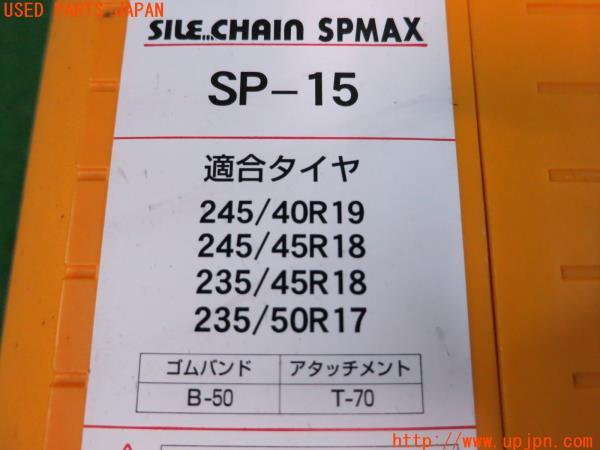 USED PARTS JAPAN
SILE...CHAIN SPMAX
SP-15
適合タイヤ
245/40R19
245/45R18
235/45R18
235/50R17
ゴムバンド アタッチメント
B-50 T-70
http://www.upjpn.com/